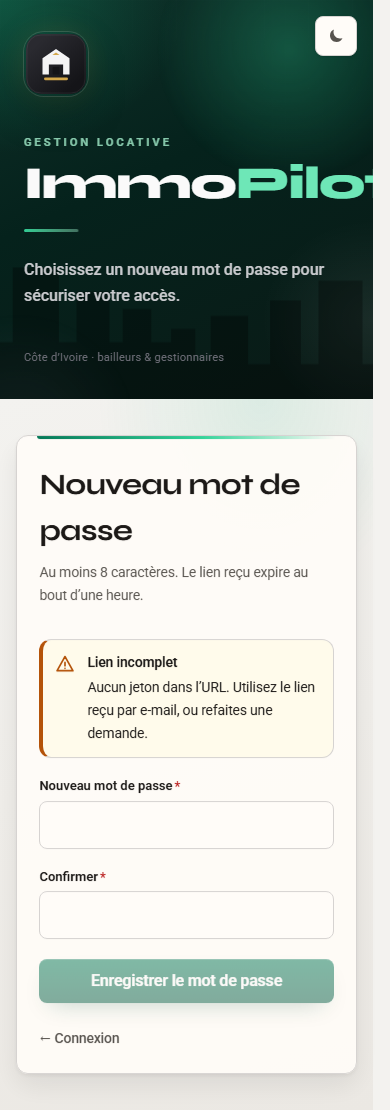 GESTION LOCATIVE
ImmoPilot
Choisissez un nouveau mot de passe pour
sécuriser votre accès.
Côte d'Ivoire · bailleurs & gestionnaires
Nouveau mot de
passe
Au moins 8 caractères. Le lien reçu expire au
bout d’une heure.
Lien incomplet
Aucun jeton dans l’URL. Utilisez le lien
reçu par e-mail, ou refaites une
demande.
Nouveau mot de passe *
Confirmer *
Enregistrer le mot de passe
← Connexion